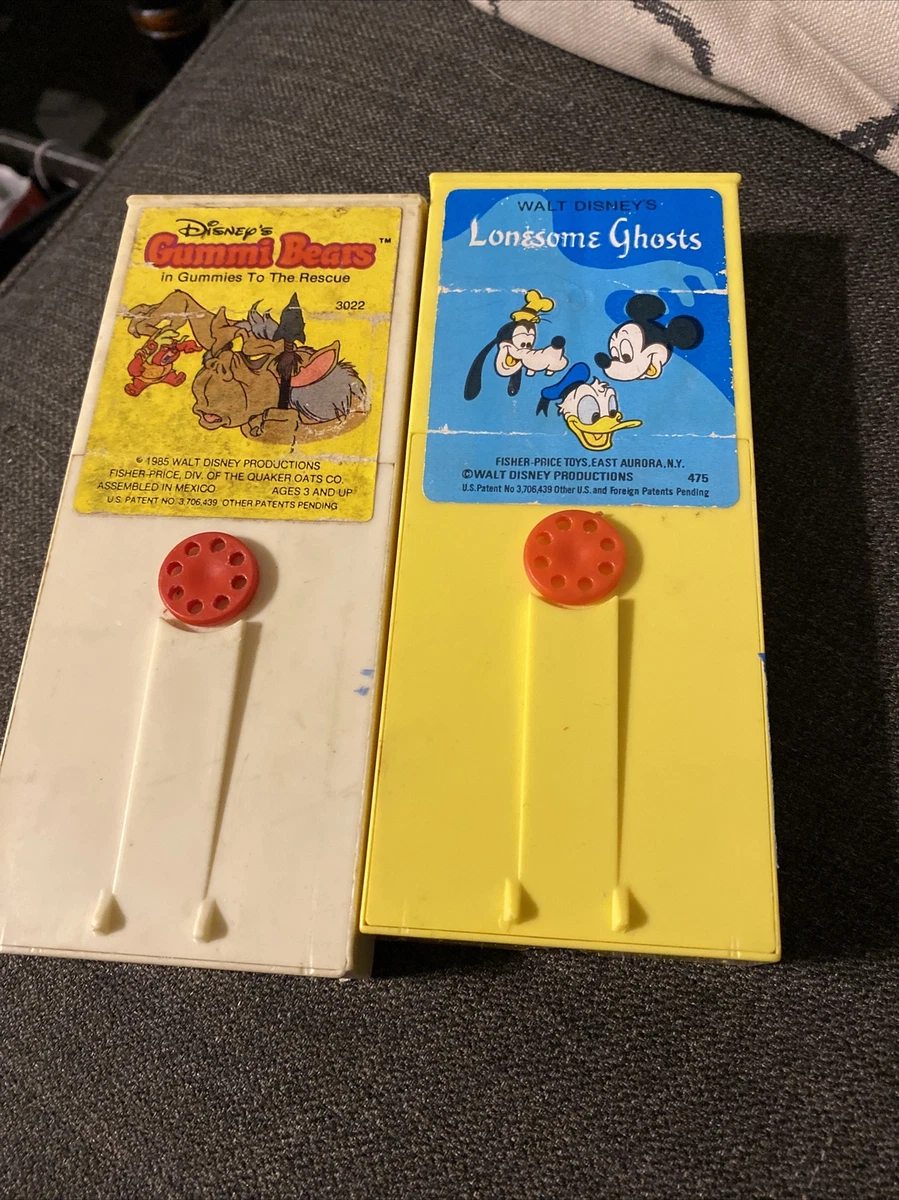 Disney's
Gummi Bears™
in Gummies To The Rescue
3022
© 1985 WALT DISNEY PRODUCTIONS
FISHER-PRICE, DIV. OF THE QUAKER OATS CO.
ASSEMBLED IN MEXICO AGES 3 AND UP
U.S. PATENT NO. 3,706,439 OTHER PATENTS PENDING
WALT DISNEY'S
Lonesome Ghosts
FISHER-PRICE TOYS, EAST AURORA, N.Y.
© WALT DISNEY PRODUCTIONS 475
U.S. Patent No 3,706,439 Other U.S. and Foreign Patents Pending